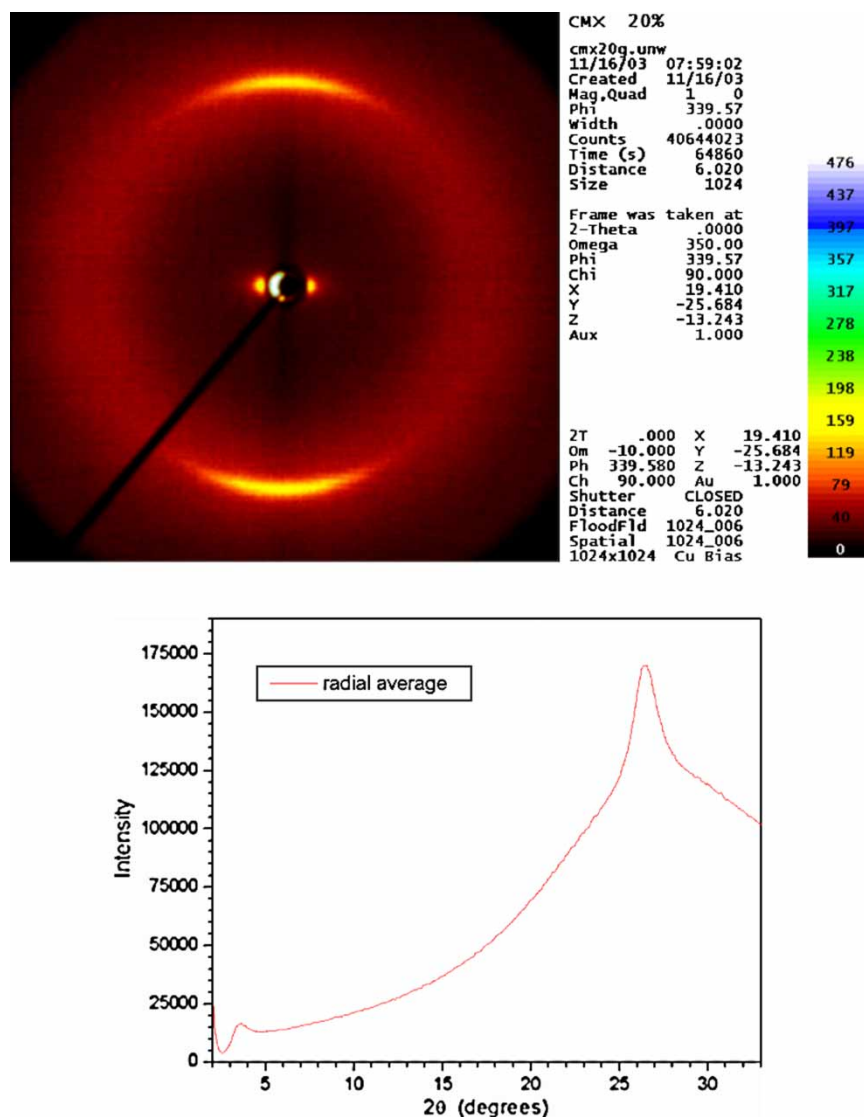 CMX 20%
cmx20g.unw
11/16/03 07:59:02
Created 11/16/03
Mag,Quad 1 0
Phi 339.57
Width .0000
Counts 40644023
Time (s) 64860
Distance 6.020
Size 1024
Frame was taken at
2-Theta .0000
Omega 350.00
Phi 339.57
Chi 90.000
X 19.410
Y -25.684
Z -13.243
Aux 1.000
2T .000 X 19.410
Om -10.000 Y -25.684
Ph 339.580 Z -13.243
Ch 90.000 Au 1.000
Shutter CLOSED
Distance 6.020
FloodFld 1024_006
Spatial 1024_006
1024x1024 Cu Bias
476
437
397
357
317
278
238
198
159
119
79
40
0
175000
150000
125000
100000
75000
50000
25000
0
Intensity
radial average
5 10 15 20 25 30
2θ (degrees)